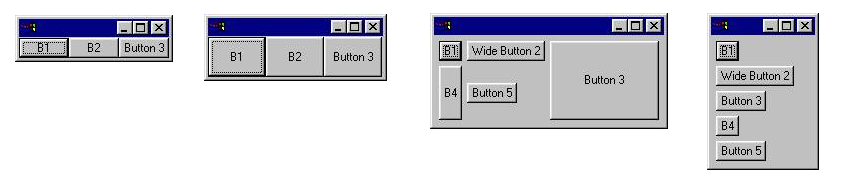 B1 B2 Button 3
B1 B2 Button 3
B1 Wide Button 2
Button 3
B4 Button 5
B1
Wide Button 2
Button 3
B4
Button 5